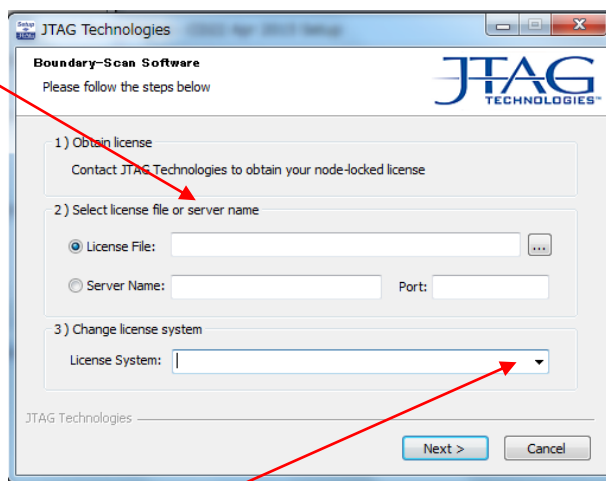 JTAG Technologies
Boundary-Scan Software
Please follow the steps below
JTAG
TECHNOLOGIES™
1) Obtain license
Contact JTAG Technologies to obtain your node-locked license
2) Select license file or server name
License File:
...
Server Name:
Port:
3) Change license system
License System:
JTAG Technologies
Next >
Cancel